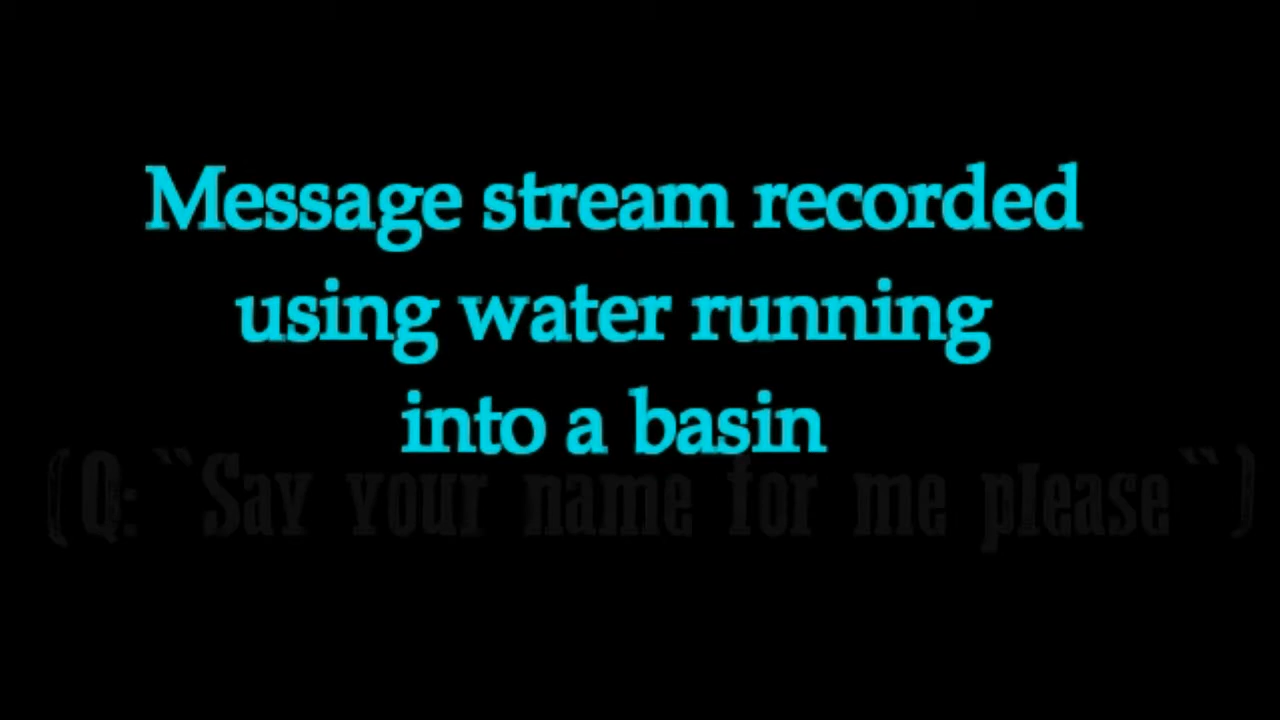 Message stream recorded
using water running
into a basin
(Q: ``Say your name for me please``)